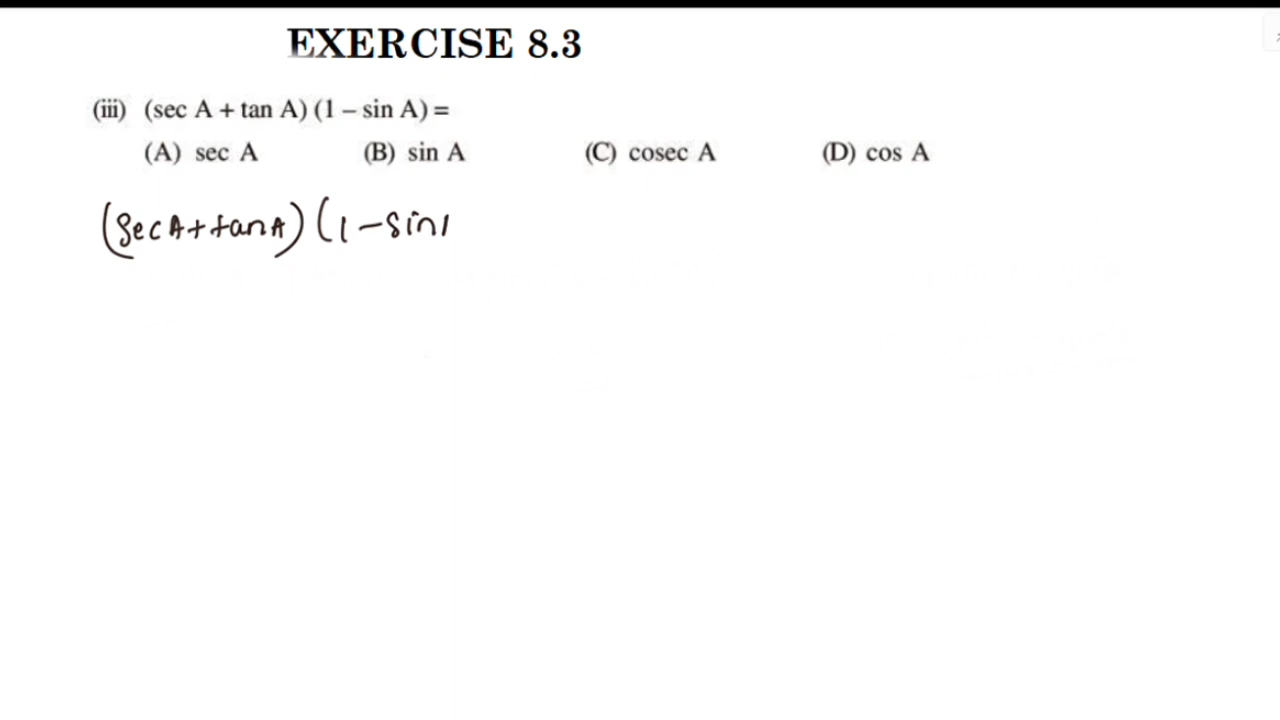 EXERCISE 8.3
(iii) (sec A + tan A) (1 – sin A) =
(A) sec A (B) sin A (C) cosec A (D) cos A
(secA+tanA)(1-sin